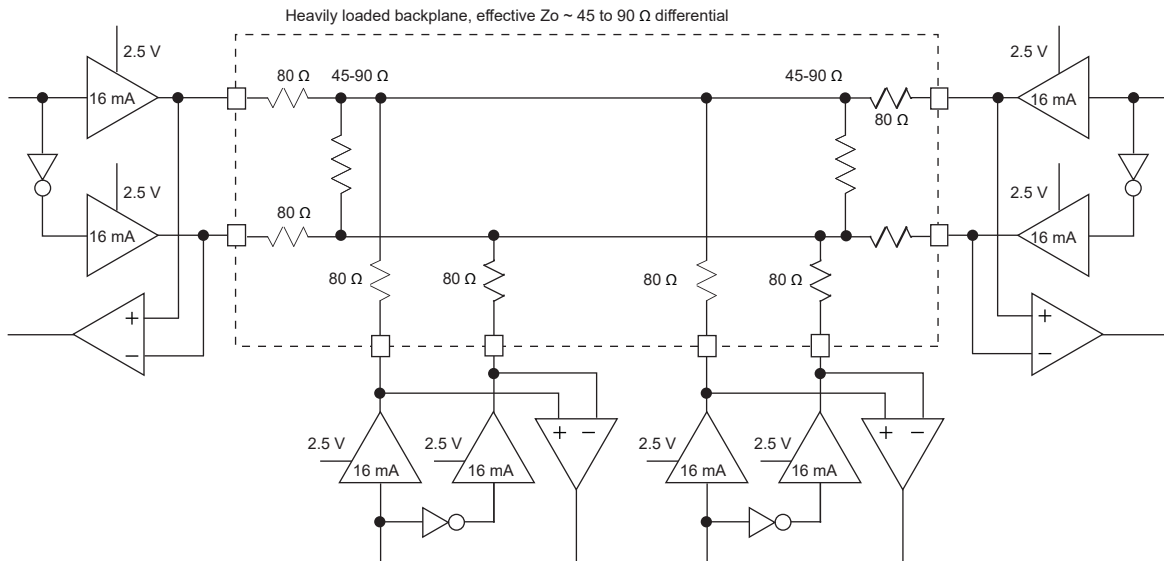 Heavily loaded backplane, effective Zo ~ 45 to 90 Ω differential
2.5 V
16 mA
80 Ω
45-90 Ω
45-90 Ω
80 Ω
2.5 V
16 mA
2.5 V
16 mA
80 Ω
2.5 V
16 mA
80 Ω
80 Ω
80 Ω
80 Ω
+
−
+
−
2.5 V
16 mA
2.5 V
16 mA
+ −
2.5 V
16 mA
2.5 V
16 mA
+ −